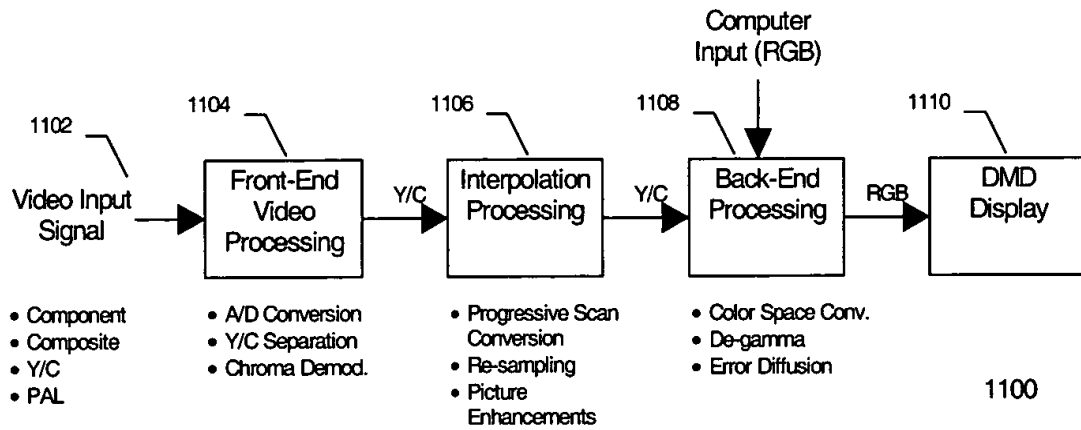 Computer
Input (RGB)
1102
1104
1106
1108
1110
Video Input
Signal
Front-End
Video
Processing
Y/C
Interpolation
Processing
Y/C
Back-End
Processing
RGB
DMD
Display
• Component
• Composite
• Y/C
• PAL
• A/D Conversion
• Y/C Separation
• Chroma Demod.
• Progressive Scan
Conversion
• Re-sampling
• Picture
Enhancements
• Color Space Conv.
• De-gamma
• Error Diffusion
1100